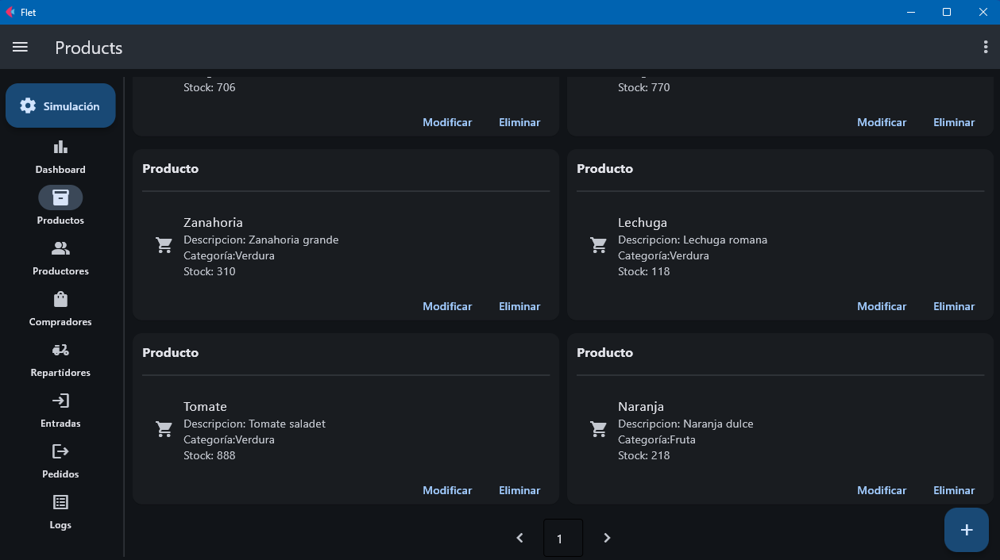 Flet
Products
Simulación
Dashboard
Productos
Productores
Compradores
Repartidores
Entradas
Pedidos
Logs
Stock: 706
Modificar Eliminar
Stock: 770
Modificar Eliminar
Producto
Zanahoria
Descripcion: Zanahoria grande
Categoría:Verdura
Stock: 310
Modificar Eliminar
Producto
Lechuga
Descripcion: Lechuga romana
Categoría:Verdura
Stock: 118
Modificar Eliminar
Producto
Tomate
Descripcion: Tomate saladet
Categoría:Verdura
Stock: 888
Modificar Eliminar
Producto
Naranja
Descripcion: Naranja dulce
Categoría:Fruta
Stock: 218
Modificar Eliminar
1